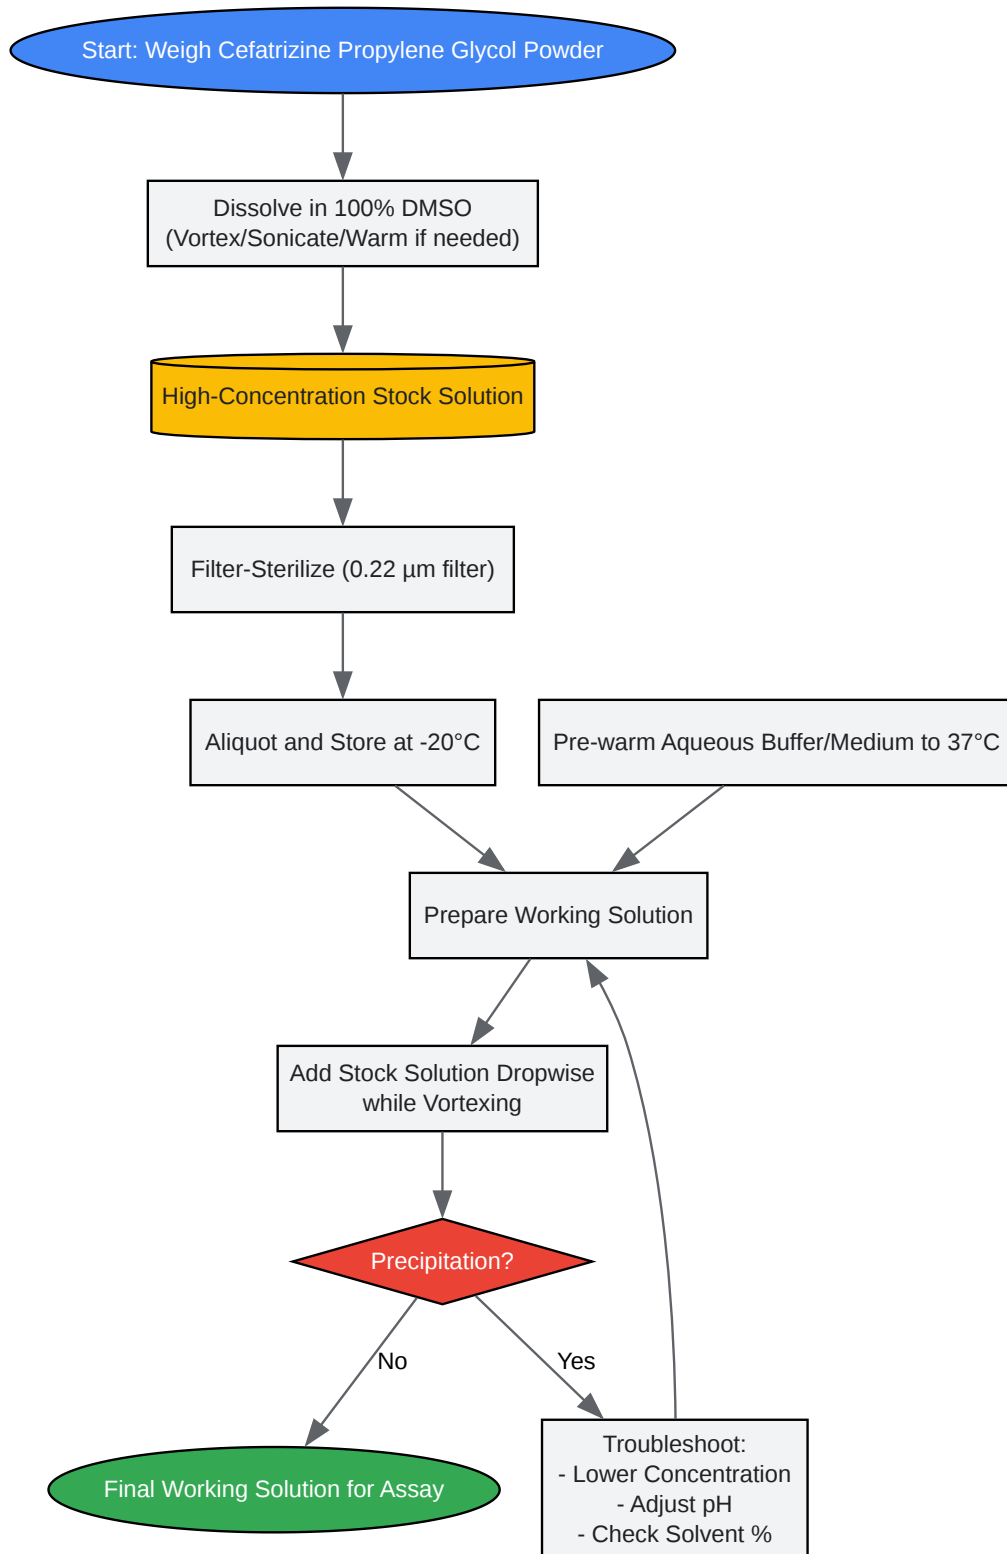 Start: Weigh Cefatrizine Propylene Glycol Powder
Dissolve in 100% DMSO
(Vortex/Sonicate/Warm if needed)
High-Concentration Stock Solution
Filter-Sterilize (0.22 µm filter)
Aliquot and Store at -20°C
Pre-warm Aqueous Buffer/Medium to 37°C
Prepare Working Solution
Add Stock Solution Dropwise
while Vortexing
Precipitation?
No
Yes
Final Working Solution for Assay
Troubleshoot:
- Lower Concentration
- Adjust pH
- Check Solvent %